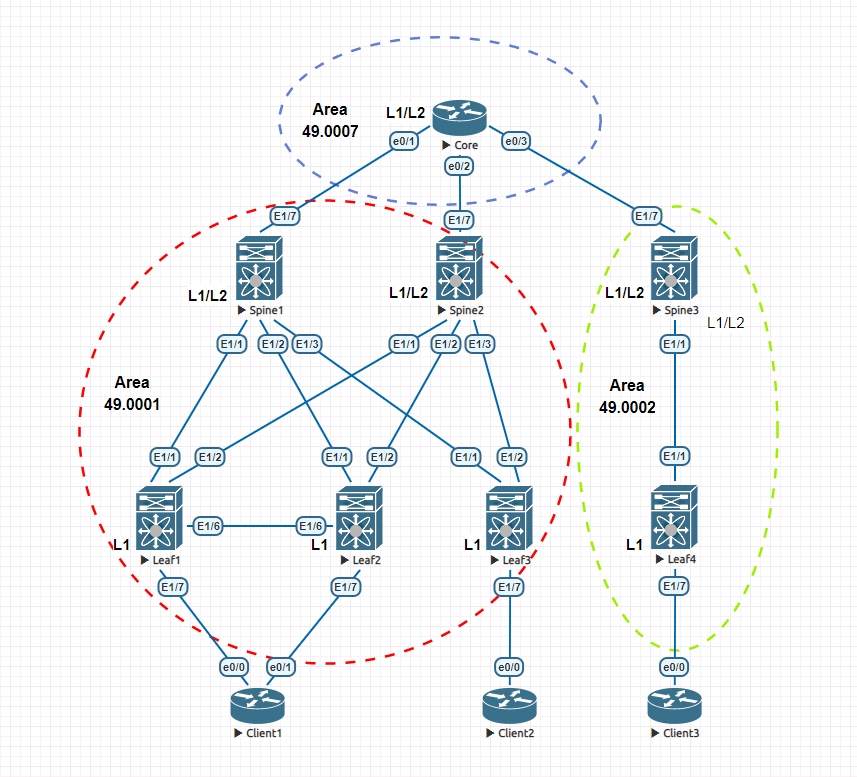 Area
49.0007
L1/L2
Core
e0/1
e0/2
e0/3
E1/7
E1/7
E1/7
L1/L2
Spine1
L1/L2
Spine2
L1/L2
Spine3
L1/L2
E1/1
E1/2
E1/3
E1/1
E1/2
E1/3
E1/1
Area
49.0001
Area
49.0002
E1/1
E1/2
E1/1
E1/2
E1/1
E1/2
E1/1
E1/6
E1/6
L1
Leaf1
L1
Leaf2
L1
Leaf3
L1
Leaf4
E1/7
E1/7
E1/7
E1/7
e0/0
e0/1
e0/0
e0/0
Client1
Client2
Client3